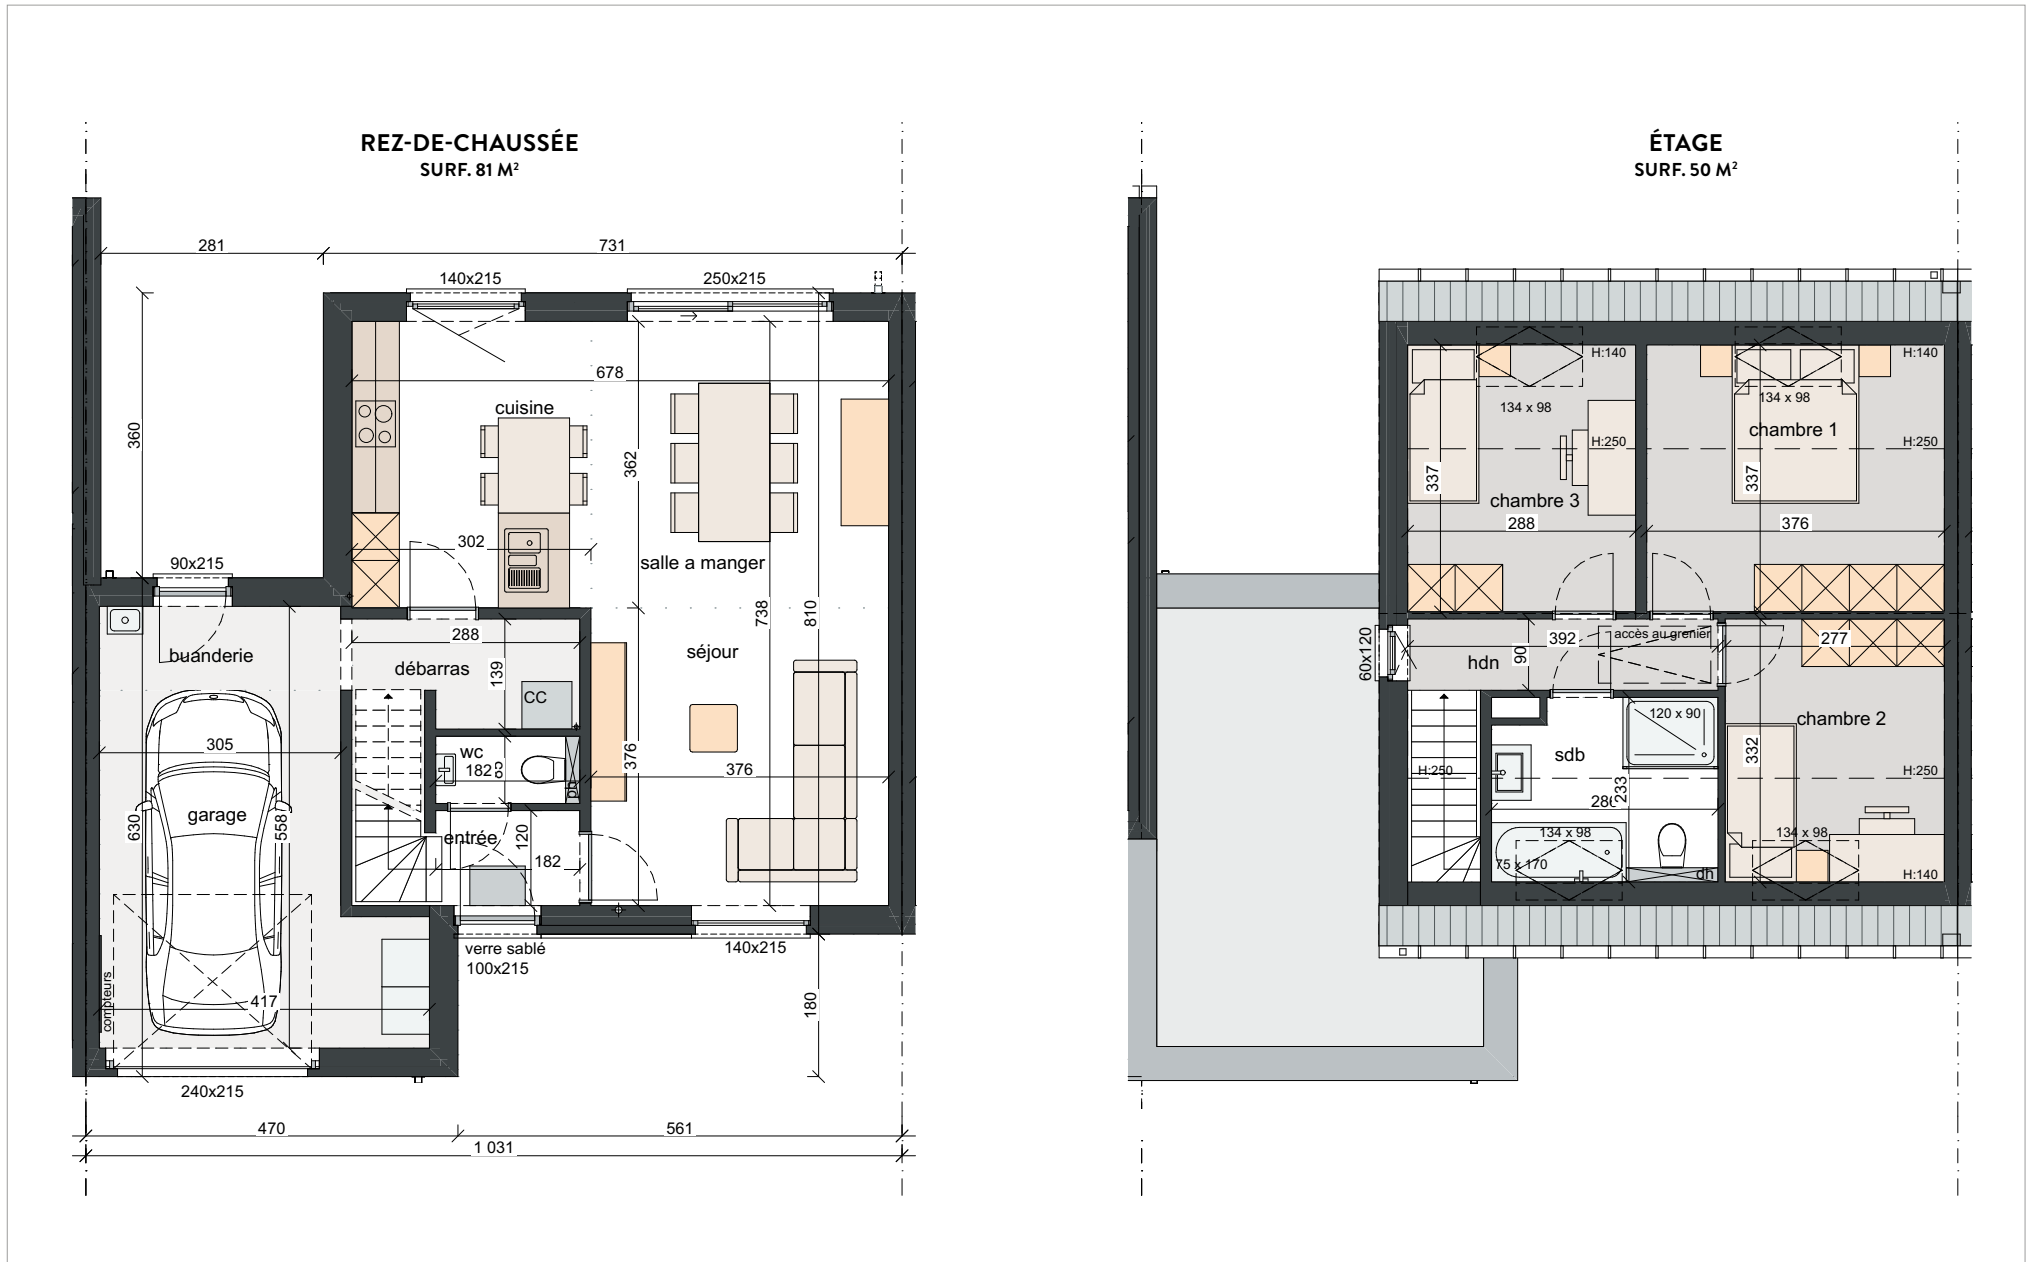 REZ-DE-CHAUSSÉE
SURF. 81 M²
281
731
140x215
250x215
678
cuisine
360
362
302
salle a manger
90x215
738
810
288
buanderie
débarras
139
séjour
CC
305
wc
182
376
376
garage
630
558
entrée
120
182
verre sablé
100x215
140x215
compteurs
417
180
240x215
470
561
1 031
ÉTAGE
SURF. 50 M²
H:140
H:140
134 x 98
134 x 98
chambre 1
H:250
H:250
337
337
chambre 3
288
376
60x120
392
accès au grenier
277
hdn
90
120 x 90
chambre 2
sdb
332
H:250
H:250
233
134 x 98
134 x 98
75 x 170
dh
H:140